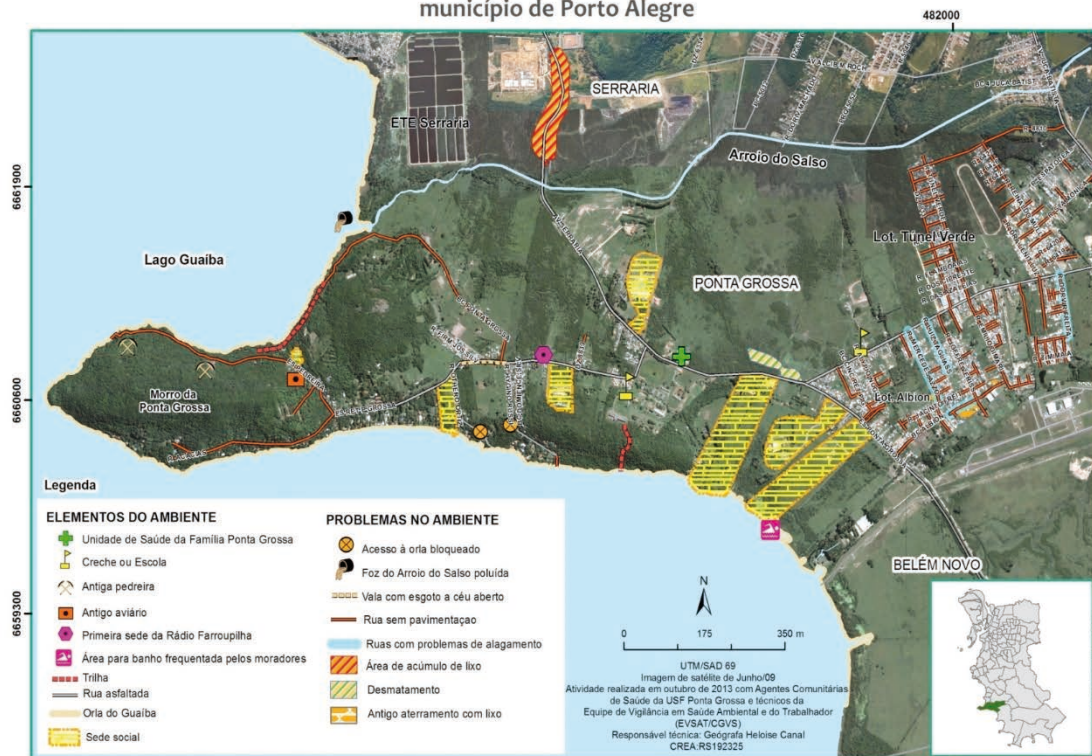 município de Porto Alegre
482000
6661900
6660600
6659300
SERRARIA
ETE Serraria
Arroio do Salso
Lago Guaíba
Lot. Túnel Verde
PONTA GROSSA
Morro da
Ponta Grossa
Lot. Albion
BELÉM NOVO
R. ACACIAS
Legenda
ELEMENTOS DO AMBIENTE
Unidade de Saúde da Família Ponta Grossa
Creche ou Escola
Antiga pedreira
Antigo aviário
Primeira sede da Rádio Farroupilha
Área para banho frequentada pelos moradores
Trilha
Rua asfaltada
Orla do Guaíba
Sede social
PROBLEMAS NO AMBIENTE
Acesso à orla bloqueado
Foz do Arroio do Salso poluída
Vala com esgoto a céu aberto
Rua sem pavimentaçao
Ruas com problemas de alagamento
Área de acúmulo de lixo
Desmatamento
Antigo aterramento com lixo
N
0 175 350 m
UTM/SAD 69
Imagem de satélite de Junho/09
Atividade realizada em outubro de 2013 com Agentes Comunitárias
de Saúde da USF Ponta Grossa e técnicos da
Equipe de Vigilância em Saúde Ambiental e do Trabalhador
(EVSAT/CGVS)
Responsável técnica: Geógrafa Heloise Canal
CREA:RS192325